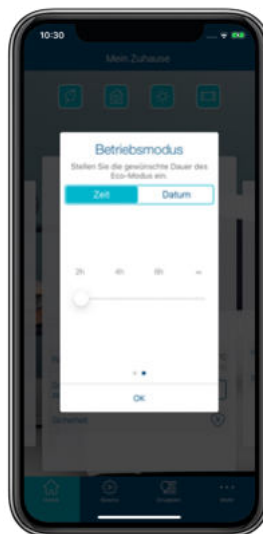 10:30
Mein Zuhause
Betriebsmodus
Stellen Sie die gewünschte Dauer des
Eco-Modus ein.
Zeit Datum
2h 4h 8h ∞
OK
Sicherheit